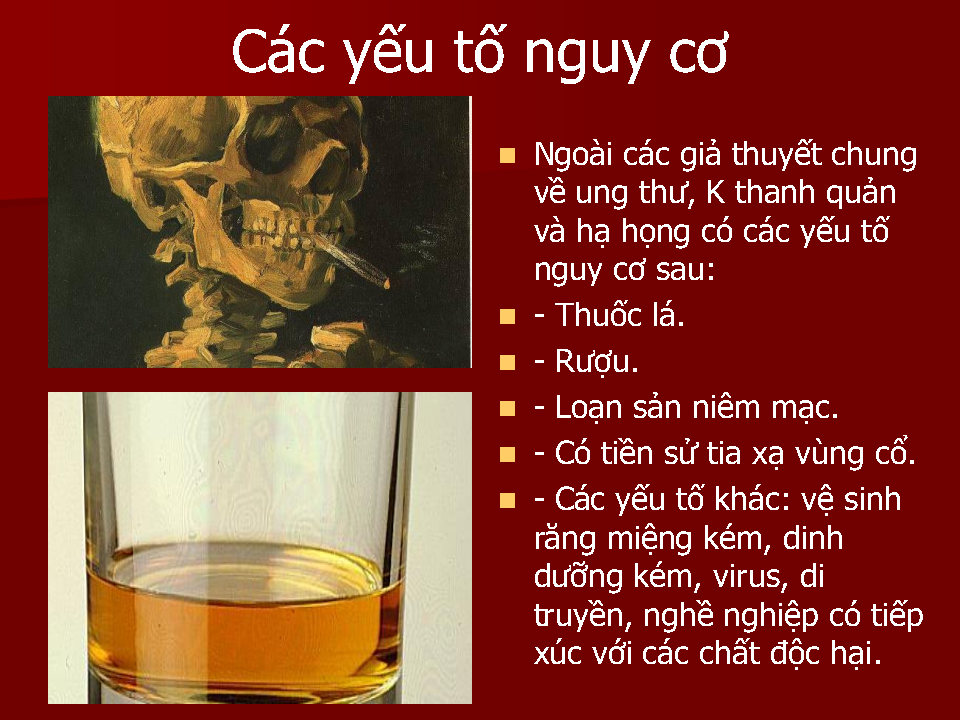 Các yếu tố nguy cơ
Ngoài các giả thuyết chung
về ung thư, K thanh quản
và hạ họng có các yếu tố
nguy cơ sau:
- Thuốc lá.
- Rượu.
- Loạn sản niêm mạc.
- Có tiền sử tia xạ vùng cổ.
- Các yếu tố khác: vệ sinh
răng miệng kém, dinh
dưỡng kém, virus, di
truyền, nghề nghiệp có tiếp
xúc với các chất độc hại.